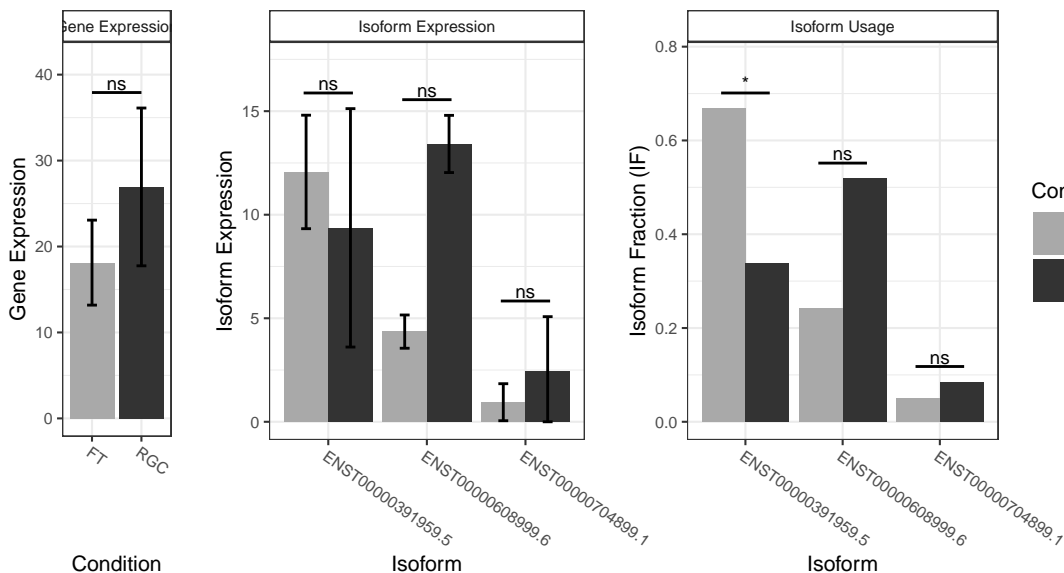 Gene Expression
Isoform Expression
Isoform Usage
Gene Expression
40
30
20
10
0
ns
FT
RGC
Condition
Isoform Expression
15
10
5
0
ns
ns
ns
ENST00000391959.5
ENST00000608999.6
ENST00000704899.1
Isoform
Isoform Fraction (IF)
0.8
0.6
0.4
0.2
0.0
*
ns
ns
ENST00000391959.5
ENST00000608999.6
ENST00000704899.1
Isoform